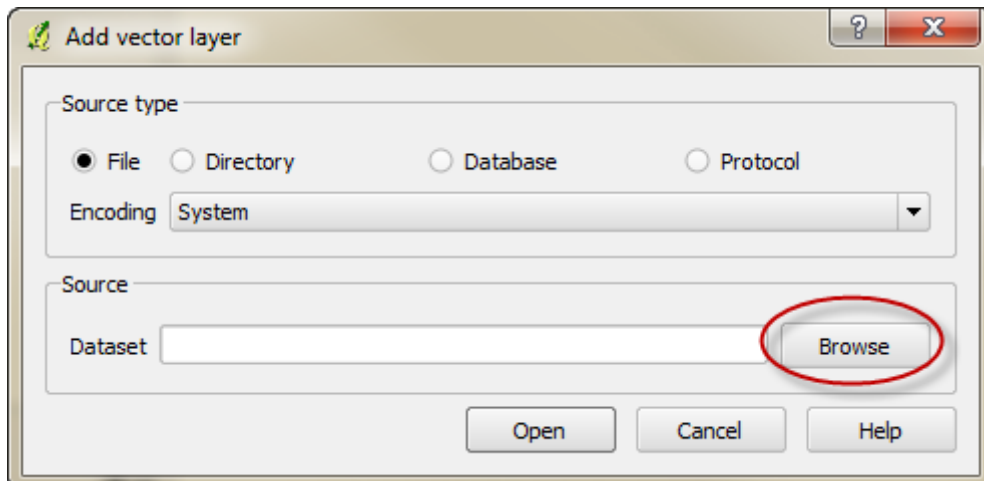 Add vector layer
?
Source type
File Directory Database Protocol
Encoding System
Source
Dataset Browse
Open Cancel Help